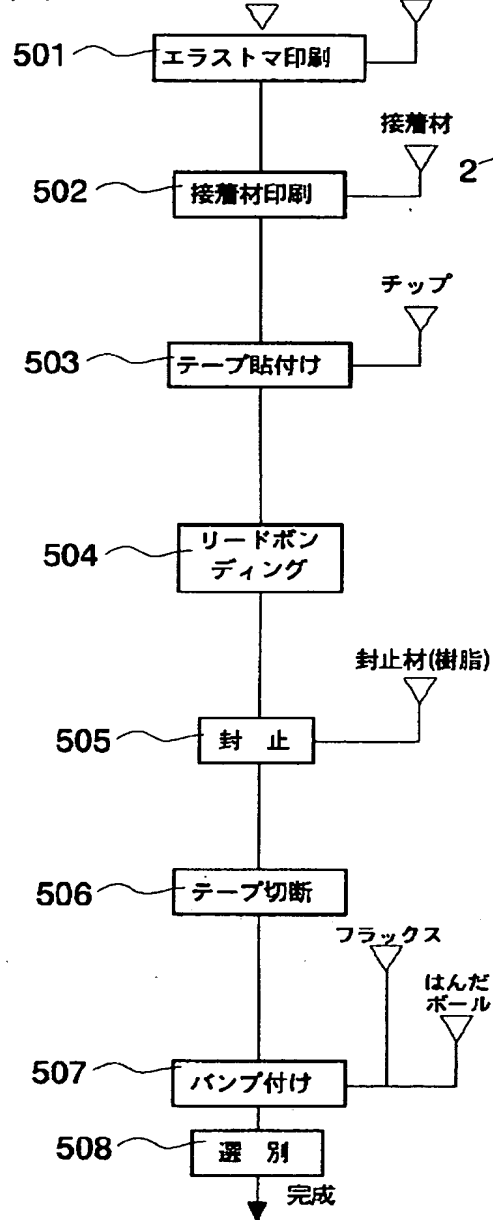 501 エラストマ印刷
接着材
2
502 接着材印刷
チップ
503 テープ貼付け
504 リードボン
ディング
封止材(樹脂)
505 封 止
506 テープ切断
フラックス
はんだ
ボール
507 バンプ付け
508 選 別
完成